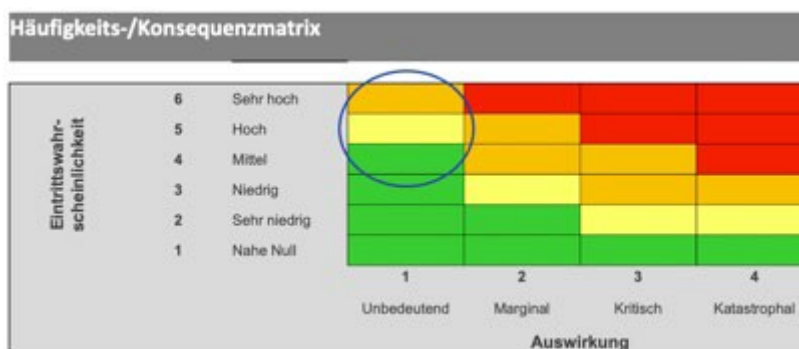 Häufigkeits-/Konsequenzmatrix
Eintrittswahr-
scheinlichkeit
6 Sehr hoch
5 Hoch
4 Mittel
3 Niedrig
2 Sehr niedrig
1 Nahe Null
1 2 3 4
Unbedeutend Marginal Kritisch Katastrophal
Auswirkung